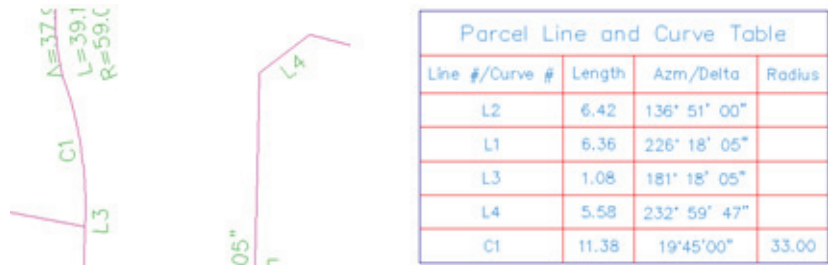 L=39.1
R=59.0
C1
L3
L4
05"
Parcel Line and Curve Table
Line #/Curve # Length Azm/Delta Radius
L2 6.42 136° 51' 00"
L1 6.36 226° 18' 05"
L3 1.08 181° 18' 05"
L4 5.58 232° 59' 47"
C1 11.38 19°45'00" 33.00